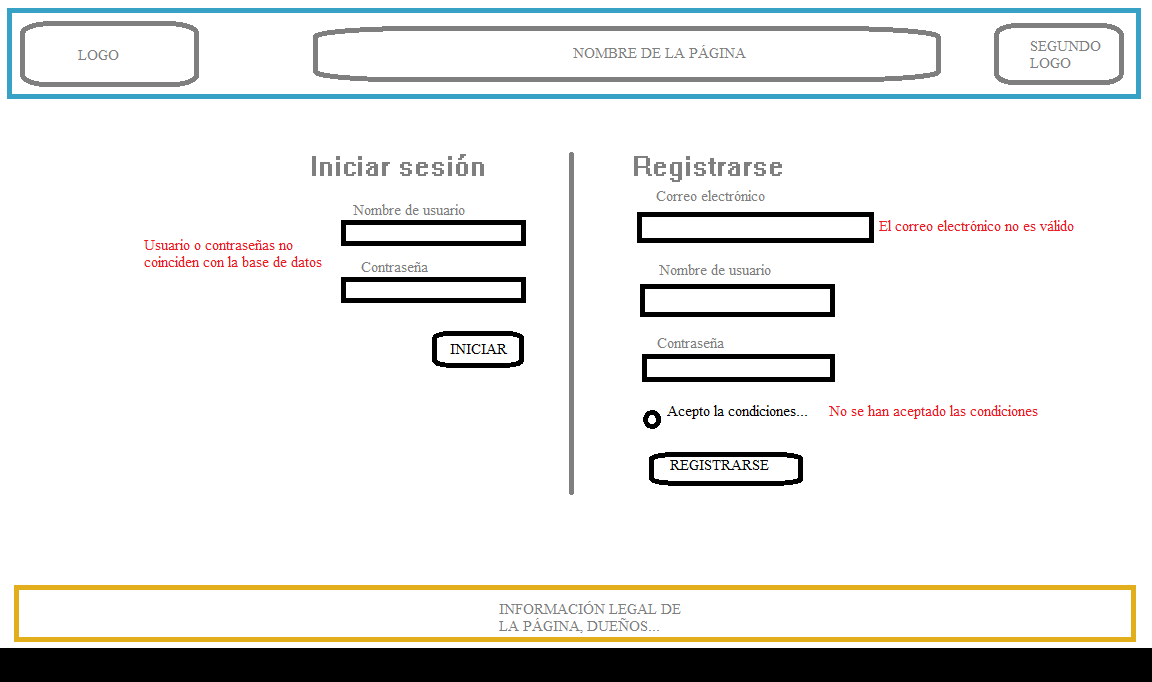 LOGO
NOMBRE DE LA PÁGINA
SEGUNDO
LOGO
Iniciar sesión
Nombre de usuario
Usuario o contraseñas no
coinciden con la base de datos
Contraseña
INICIAR
Registrarse
Correo electrónico
El correo electrónico no es válido
Nombre de usuario
Contraseña
Acepto la condiciones...
No se han aceptado las condiciones
REGISTRARSE
INFORMACIÓN LEGAL DE
LA PÁGINA, DUEÑOS...